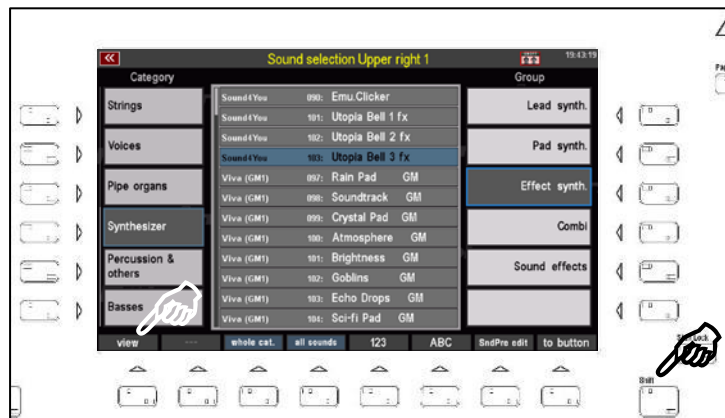 Sound selection Upper right 1
19:43:19
Category
Group
Strings
Voices
Pipe organs
Synthesizer
Percussion &
others
Basses
Sound4You 090: Emu.Clicker
Sound4You 101: Utopia Bell 1 fx
Sound4You 102: Utopia Bell 2 fx
Sound4You 103: Utopia Bell 3 fx
Viva (GM1) 097: Rain Pad GM
Viva (GM1) 098: Soundtrack GM
Viva (GM1) 099: Crystal Pad GM
Viva (GM1) 100: Atmosphere GM
Viva (GM1) 101: Brightness GM
Viva (GM1) 102: Goblins GM
Viva (GM1) 103: Echo Drops GM
Viva (GM1) 104: Sci-fi Pad GM
Lead synth.
Pad synth.
Effect synth.
Combi
Sound effects
view --- whole cat. all sounds 123 ABC SndPre edit to button
Shift